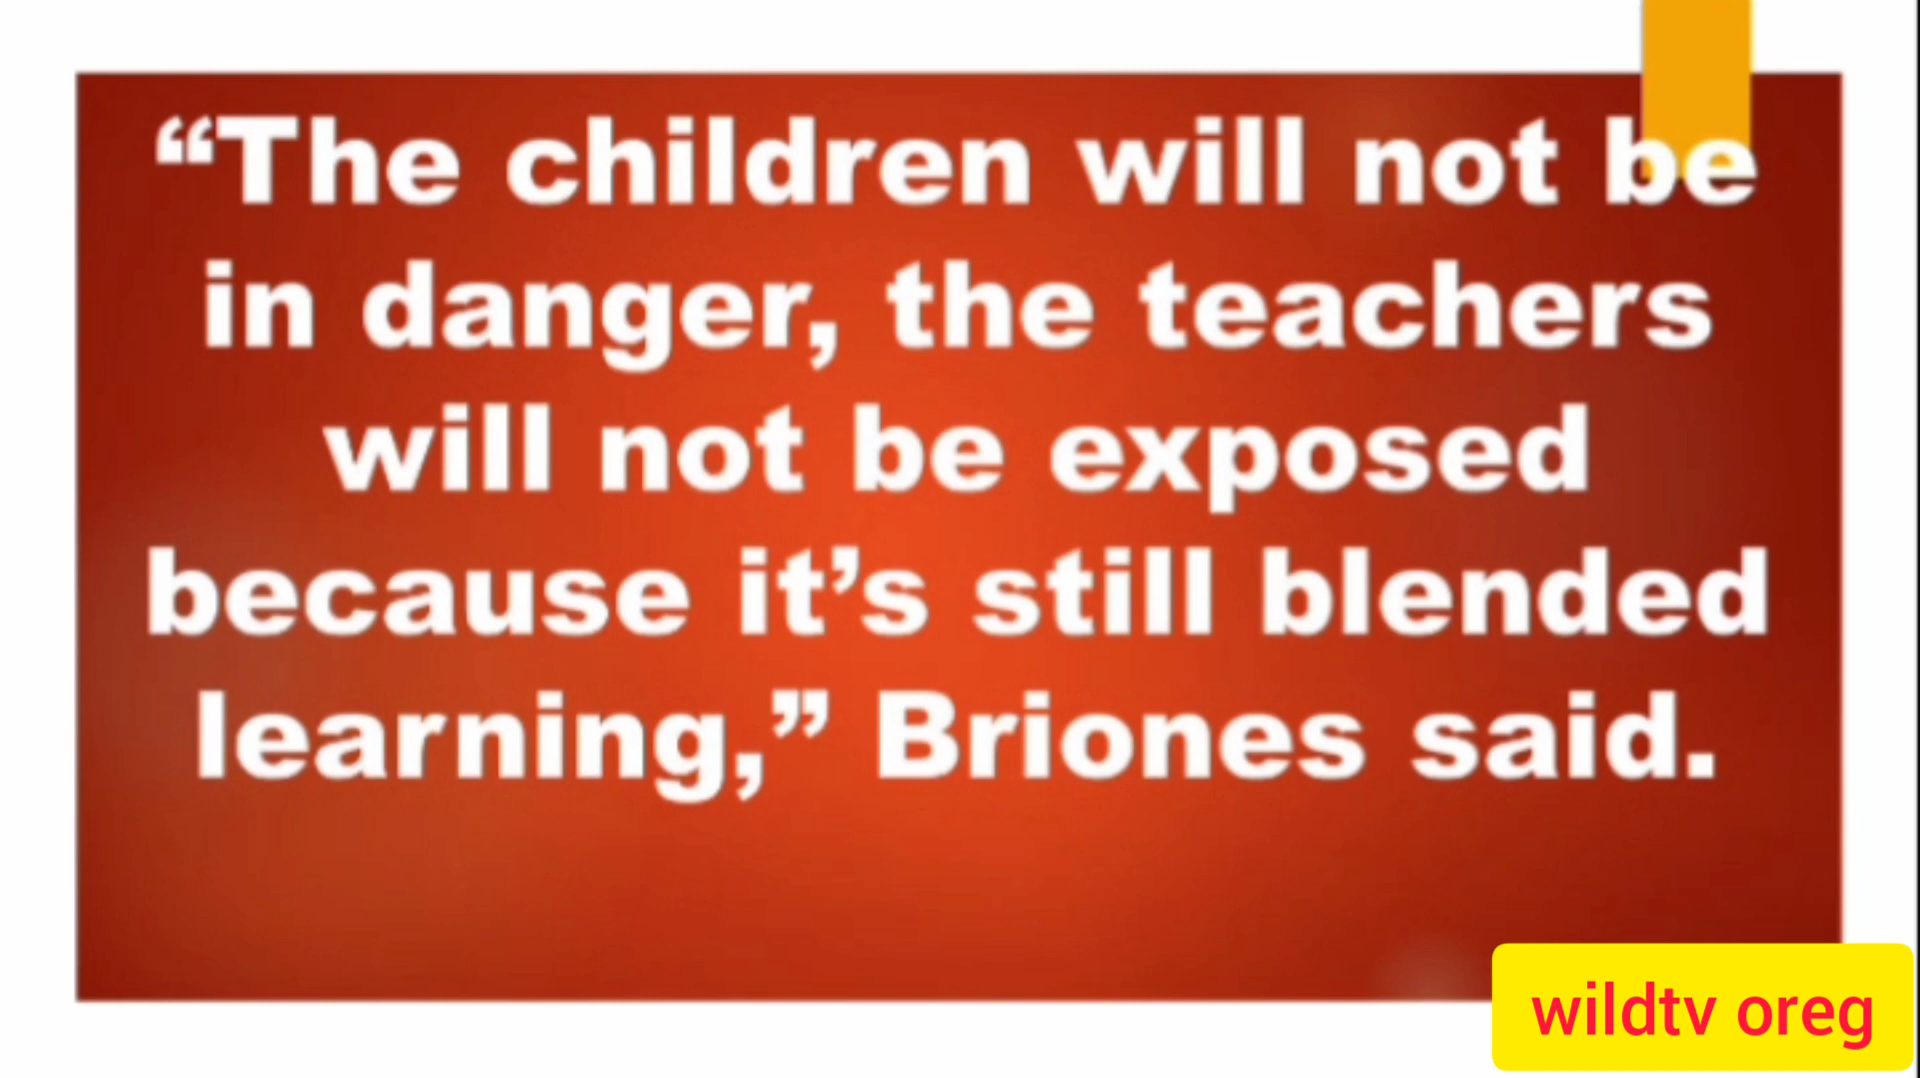 “The children will not be
in danger, the teachers
will not be exposed
because it’s still blended
learning,” Briones said.
wildtv oreg